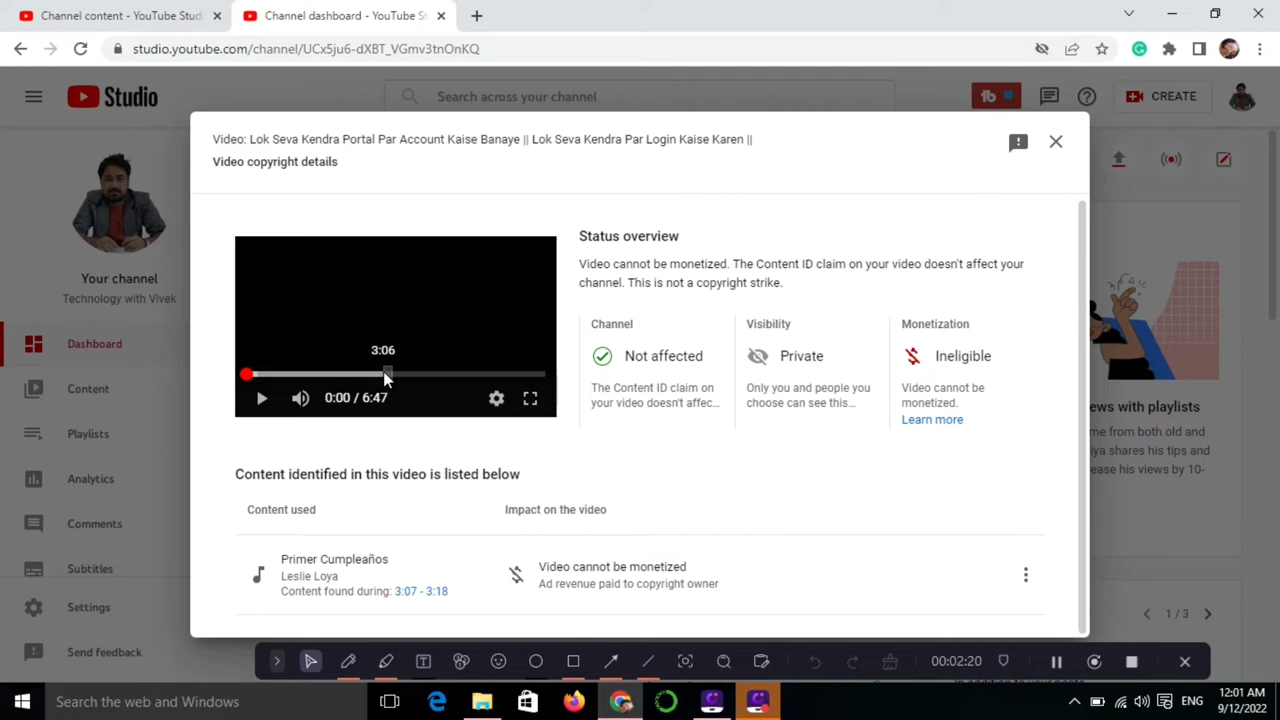 Channel content - YouTube Stud
Channel dashboard - YouTube St
studio.youtube.com/channel/UCx5ju6-dXBT_VGmv3tnOnKQ
Studio
Search across your channel
CREATE
Video: Lok Seva Kendra Portal Par Account Kaise Banaye || Lok Seva Kendra Par Login Kaise Karen ||
Video copyright details
Your channel
Technology with Vivek
Dashboard
Content
Playlists
Analytics
Comments
Subtitles
Settings
Send feedback
3:06
0:00 / 6:47
Status overview
Video cannot be monetized. The Content ID claim on your video doesn't affect your
channel. This is not a copyright strike.
Channel
Not affected
The Content ID claim on
your video doesn't affec...
Visibility
Private
Only you and people you
choose can see this...
Monetization
Ineligible
Video cannot be
monetized.
Learn more
Content identified in this video is listed below
Content used
Impact on the video
Primer Cumpleaños
Leslie Loya
Content found during: 3:07 - 3:18
Video cannot be monetized
Ad revenue paid to copyright owner
ews with playlists
me from both old and
iya shares his tips and
ease his views by 10-
1 / 3
00:02:20
Search the web and Windows
ENG
12:01 AM
9/12/2022